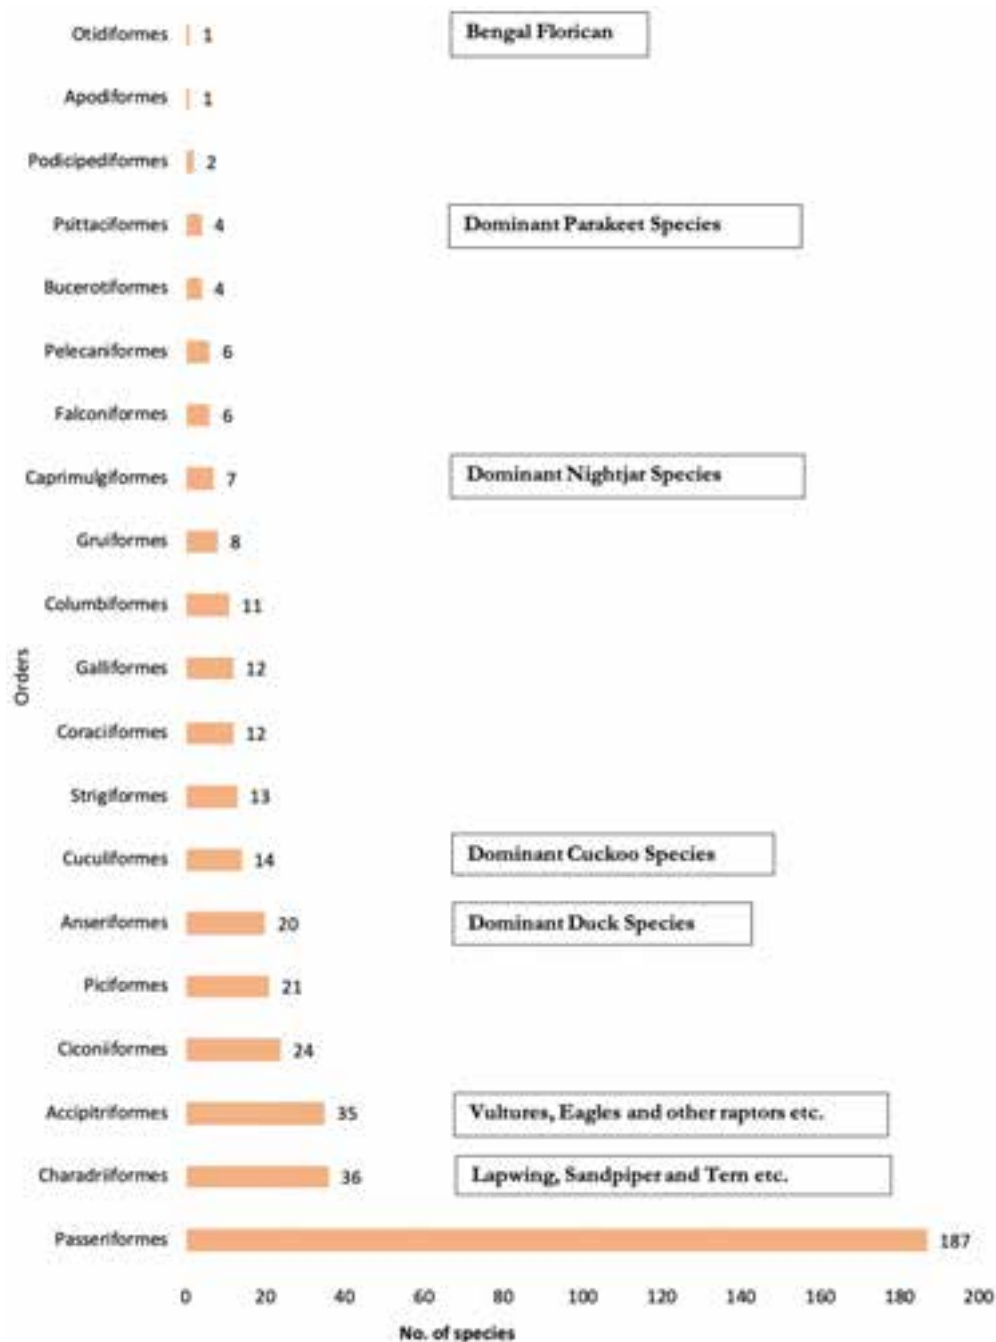 Otidiformes 1 Bengal Florican
Apodiformes 1
Podicipediformes 2
Psittaciformes 4 Dominant Parakeet Species
Bucerotiformes 4
Pelecaniformes 6
Falconiformes 6
Caprimulgiformes 7 Dominant Nightjar Species
Gruiformes 8
Columbiformes 11
Galliformes 12
Orders
Coraciiformes 12
Strigiformes 13
Cuculiformes 14 Dominant Cuckoo Species
Anseriformes 20 Dominant Duck Species
Piciformes 21
Ciconiiformes 24
Accipitriformes 35 Vultures, Eagles and other raptors etc.
Charadriiformes 36 Lapwing, Sandpiper and Tern etc.
Passeriformes 187
0 20 40 60 80 100 120 140 160 180 200
No. of species